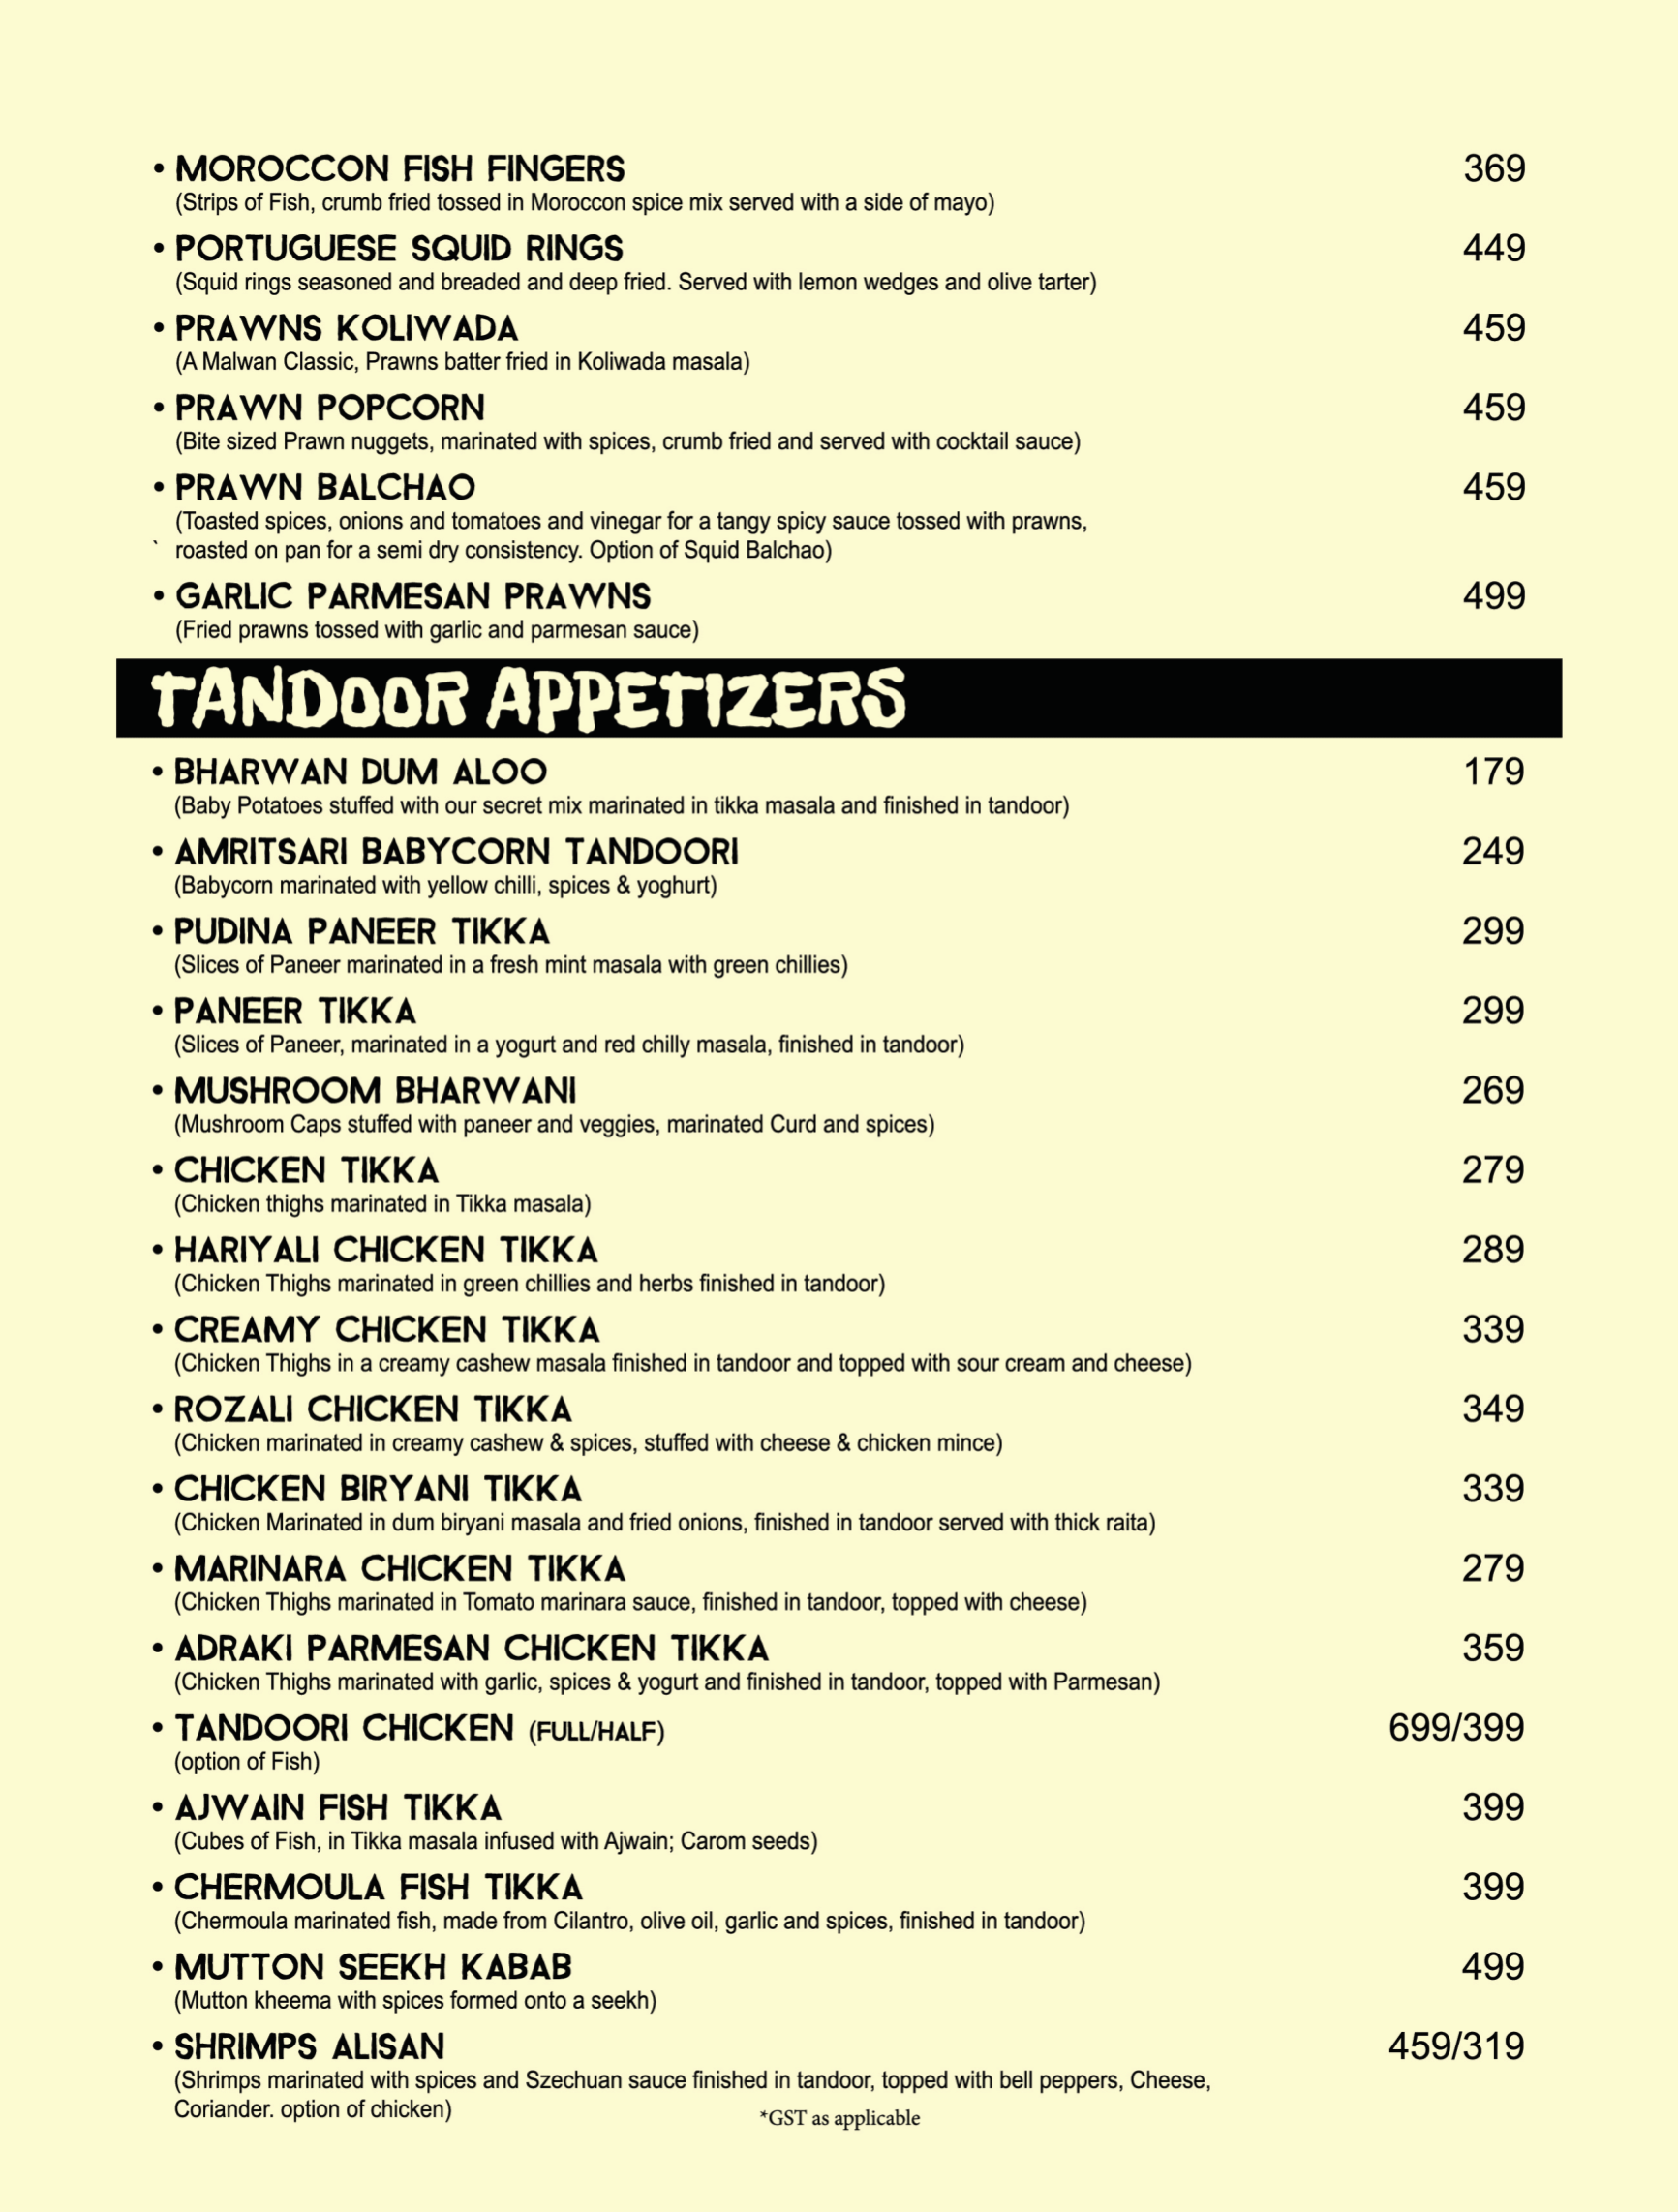 • MOROCCON FISH FINGERS 369
(Strips of Fish, crumb fried tossed in Moroccon spice mix served with a side of mayo)
• PORTUGUESE SQUID RINGS 449
(Squid rings seasoned and breaded and deep fried. Served with lemon wedges and olive tarter)
• PRAWNS KOLIWADA 459
(A Malwan Classic, Prawns batter fried in Koliwada masala)
• PRAWN POPCORN 459
(Bite sized Prawn nuggets, marinated with spices, crumb fried and served with cocktail sauce)
• PRAWN BALCHAO 459
(Toasted spices, onions and tomatoes and vinegar for a tangy spicy sauce tossed with prawns,
` roasted on pan for a semi dry consistency. Option of Squid Balchao)
• GARLIC PARMESAN PRAWNS 499
(Fried prawns tossed with garlic and parmesan sauce)
TANDOOR APPETIZERS
• BHARWAN DUM ALOO 179
(Baby Potatoes stuffed with our secret mix marinated in tikka masala and finished in tandoor)
• AMRITSARI BABYCORN TANDOORI 249
(Babycorn marinated with yellow chilli, spices & yoghurt)
• PUDINA PANEER TIKKA 299
(Slices of Paneer marinated in a fresh mint masala with green chillies)
• PANEER TIKKA 299
(Slices of Paneer, marinated in a yogurt and red chilly masala, finished in tandoor)
• MUSHROOM BHARWANI 269
(Mushroom Caps stuffed with paneer and veggies, marinated Curd and spices)
• CHICKEN TIKKA 279
(Chicken thighs marinated in Tikka masala)
• HARIYALI CHICKEN TIKKA 289
(Chicken Thighs marinated in green chillies and herbs finished in tandoor)
• CREAMY CHICKEN TIKKA 339
(Chicken Thighs in a creamy cashew masala finished in tandoor and topped with sour cream and cheese)
• ROZALI CHICKEN TIKKA 349
(Chicken marinated in creamy cashew & spices, stuffed with cheese & chicken mince)
• CHICKEN BIRYANI TIKKA 339
(Chicken Marinated in dum biryani masala and fried onions, finished in tandoor served with thick raita)
• MARINARA CHICKEN TIKKA 279
(Chicken Thighs marinated in Tomato marinara sauce, finished in tandoor, topped with cheese)
• ADRAKI PARMESAN CHICKEN TIKKA 359
(Chicken Thighs marinated with garlic, spices & yogurt and finished in tandoor, topped with Parmesan)
• TANDOORI CHICKEN (FULL/HALF) 699/399
(option of Fish)
• AJWAIN FISH TIKKA 399
(Cubes of Fish, in Tikka masala infused with Ajwain; Carom seeds)
• CHERMOULA FISH TIKKA 399
(Chermoula marinated fish, made from Cilantro, olive oil, garlic and spices, finished in tandoor)
• MUTTON SEEKH KABAB 499
(Mutton kheema with spices formed onto a seekh)
• SHRIMPS ALISAN 459/319
(Shrimps marinated with spices and Szechuan sauce finished in tandoor, topped with bell peppers, Cheese,
Coriander. option of chicken)
*GST as applicable